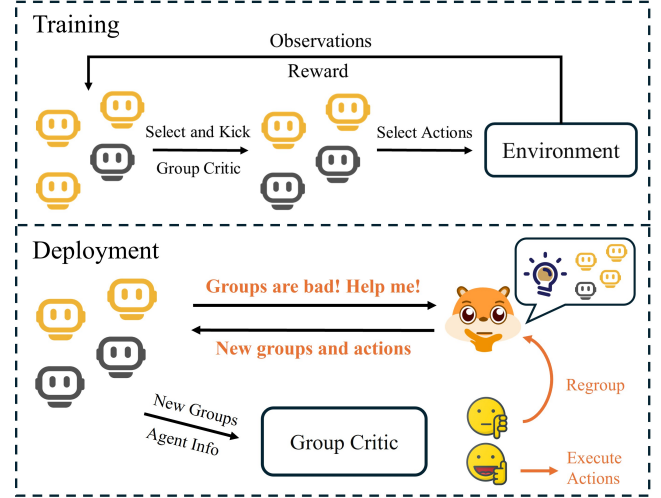 Training
Observations
Reward
Select and Kick
Group Critic
Select Actions
Environment
Deployment
Groups are bad! Help me!
New groups and actions
Regroup
New Groups
Agent Info
Group Critic
Execute
Actions